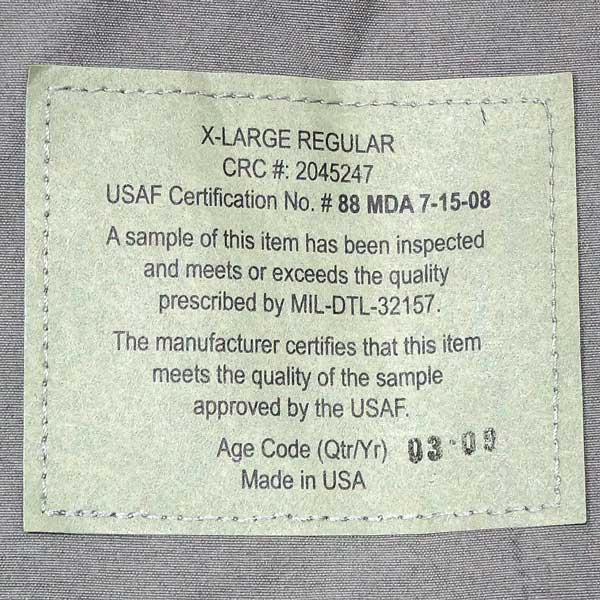 X-LARGE REGULAR
CRC #: 2045247
USAF Certification No. # 88 MDA 7-15-08
A sample of this item has been inspected
and meets or exceeds the quality
prescribed by MIL-DTL-32157.
The manufacturer certifies that this item
meets the quality of the sample
approved by the USAF.
Age Code (Qtr/Yr) 03-09
Made in USA